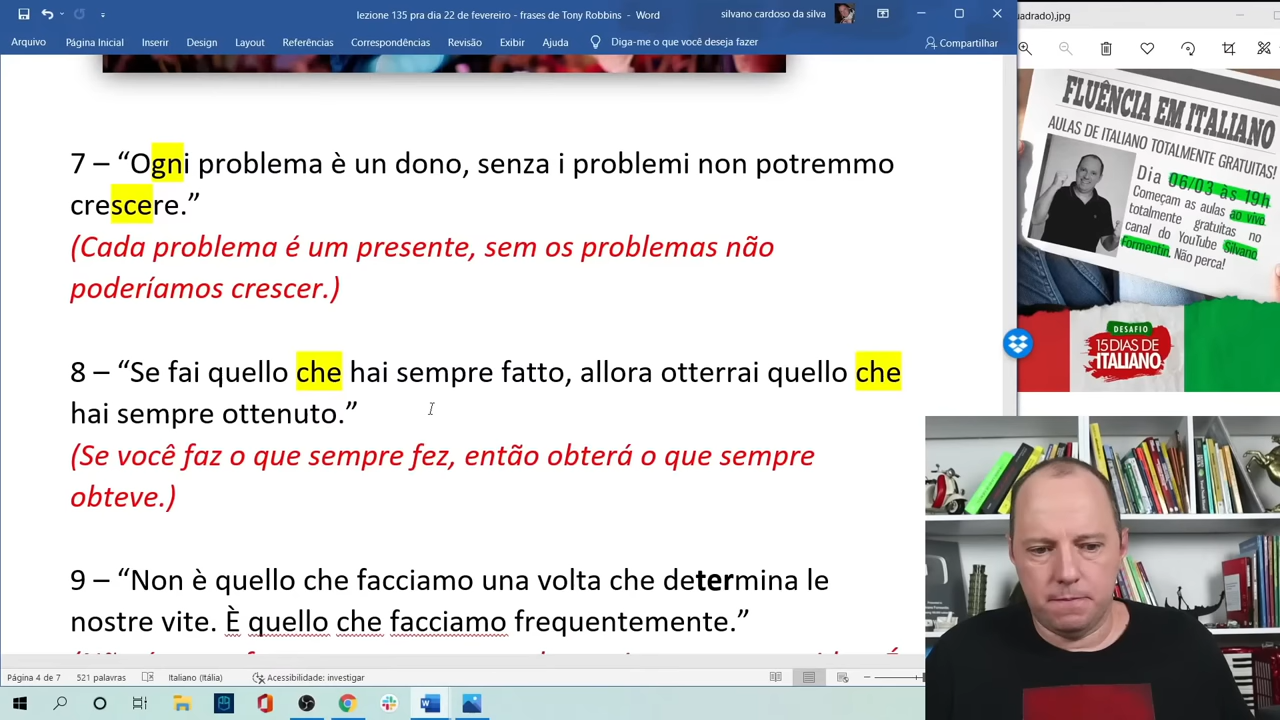 lezione 135 pra dia 22 de fevereiro - frases de Tony Robbins - Word
silvano cardoso da silva
uadrado).jpg
Arquivo Página Inicial Inserir Design Layout Referências Correspondências Revisão Exibir Ajuda Diga-me o que você deseja fazer Compartilhar
7 – “Ogni problema è un dono, senza i problemi non potremmo
crescere.”
(Cada problema é um presente, sem os problemas não
poderíamos crescer.)
8 – “Se fai quello che hai sempre fatto, allora otterrai quello che
hai sempre ottenuto.”
(Se você faz o que sempre fez, então obterá o que sempre
obteve.)
9 – “Non è quello che facciamo una volta che determina le
nostre vite. È quello che facciamo frequentemente.”
FLUÊNCIA EM ITALIANO
AULAS DE ITALIANO TOTALMENTE GRATUITAS!
Dia 06/03 às 19h
Começam as aulas ao vivo
totalmente gratuitas no
canal do YouTube Silvano
Formentin. Não perca!
DESAFIO
15 DIAS DE
ITALIANO
Página 4 de 7 521 palavras Italiano (Itália) Acessibilidade: investigar